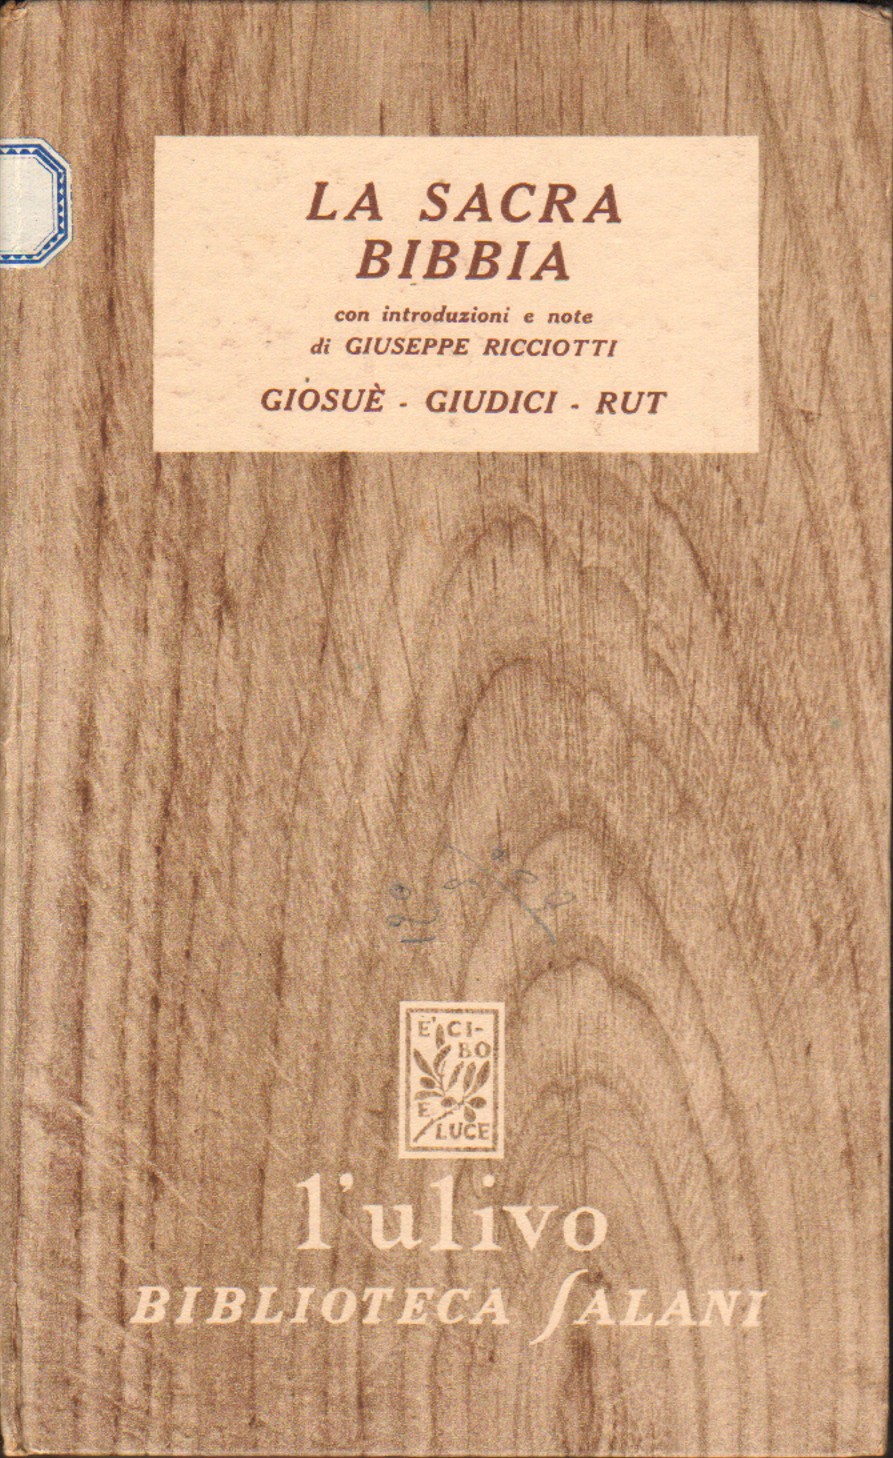 LA SACRA
BIBBIA
con introduzioni e note
di GIUSEPPE RICCIOTTI
GIOSUÈ - GIUDICI - RUT
E' CI-
BO
E
LUCE
l'ulivo
BIBLIOTECA SALANI